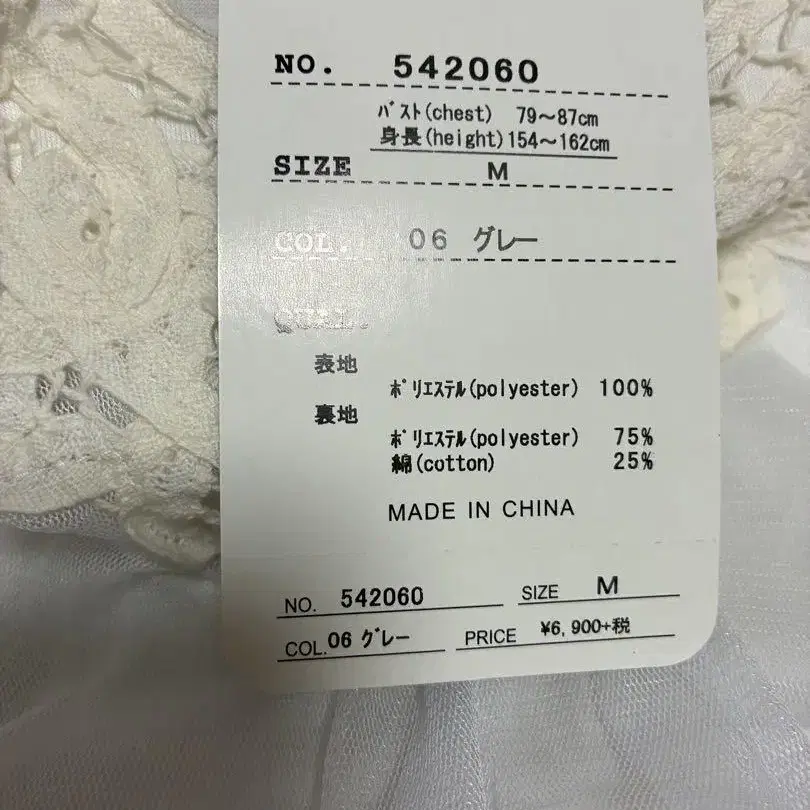 NO. 542060
バスト(chest) 79~87cm
身長(height)154~162cm
SIZE M
COL. 06 グレー
QUAL.
表地
ポリエステル(polyester) 100%
裏地
ポリエステル(polyester) 75%
綿(cotton) 25%
MADE IN CHINA
NO. 542060 SIZE M
COL.06 グレー PRICE ¥6,900+税